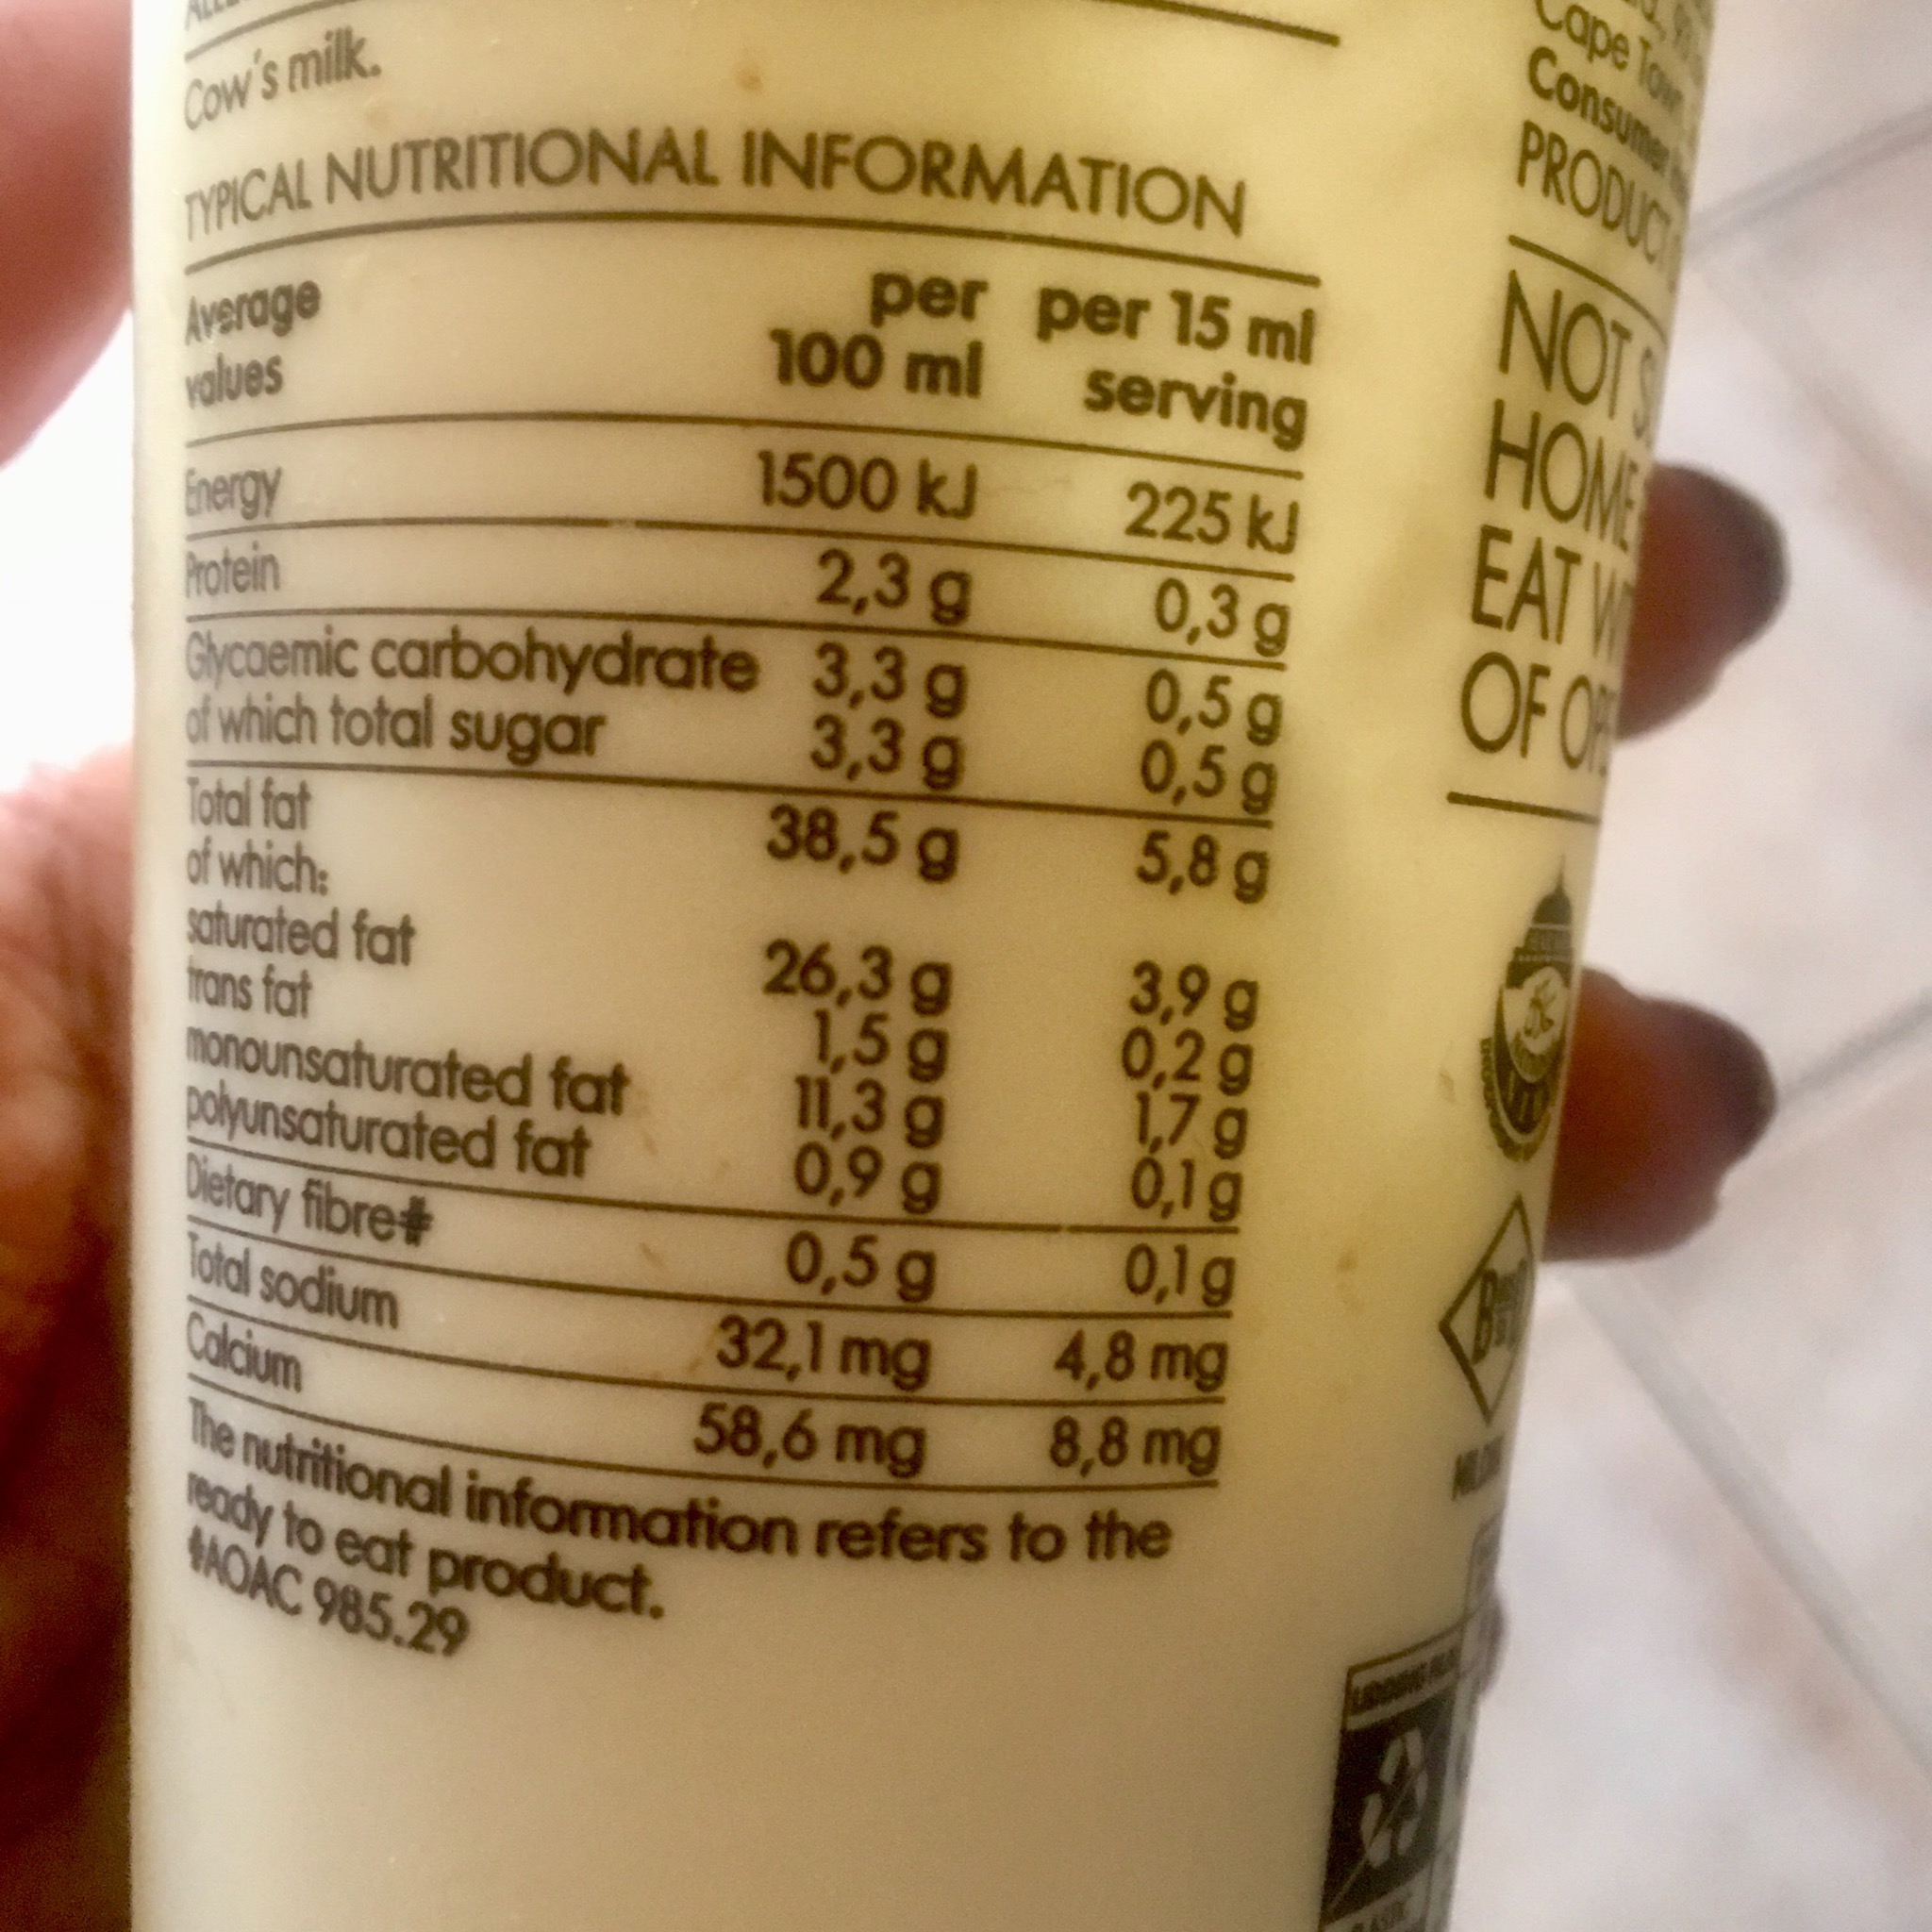 Cow's milk.
TYPICAL NUTRITIONAL INFORMATION
Average values per 100 ml per 15 ml serving
Energy 1500 kJ 225 kJ
Protein 2,3 g 0,3 g
Glycaemic carbohydrate 3,3 g 0,5 g
of which total sugar 3,3 g 0,5 g
Total fat 38,5 g 5,8 g
of which:
saturated fat 26,3 g 3,9 g
trans fat 1,5 g 0,2 g
monounsaturated fat 11,3 g 1,7 g
polyunsaturated fat 0,9 g 0,1 g
Dietary fibre# 0,5 g 0,1 g
Total sodium 32,1 mg 4,8 mg
Calcium 58,6 mg 8,8 mg
The nutritional information refers to the
ready to eat product.
#AOAC 985.29
Cape Town
Consumer
PRODUCT
NOT
HOME
EAT
OF